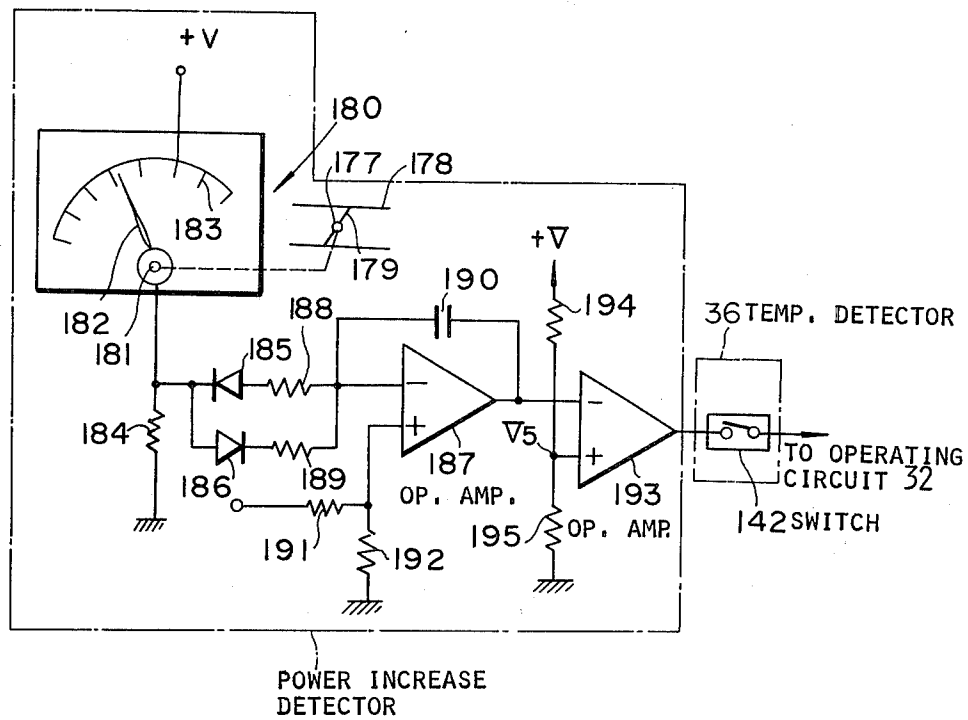 +V
180
177
178
183
179
182
181
190
+V
194
36 TEMP. DETECTOR
188
185
184
V5
187
186
189
193
TO OPERATING
CIRCUIT 32
OP. AMP.
191
192
195
OP. AMP.
142 SWITCH
POWER INCREASE
DETECTOR